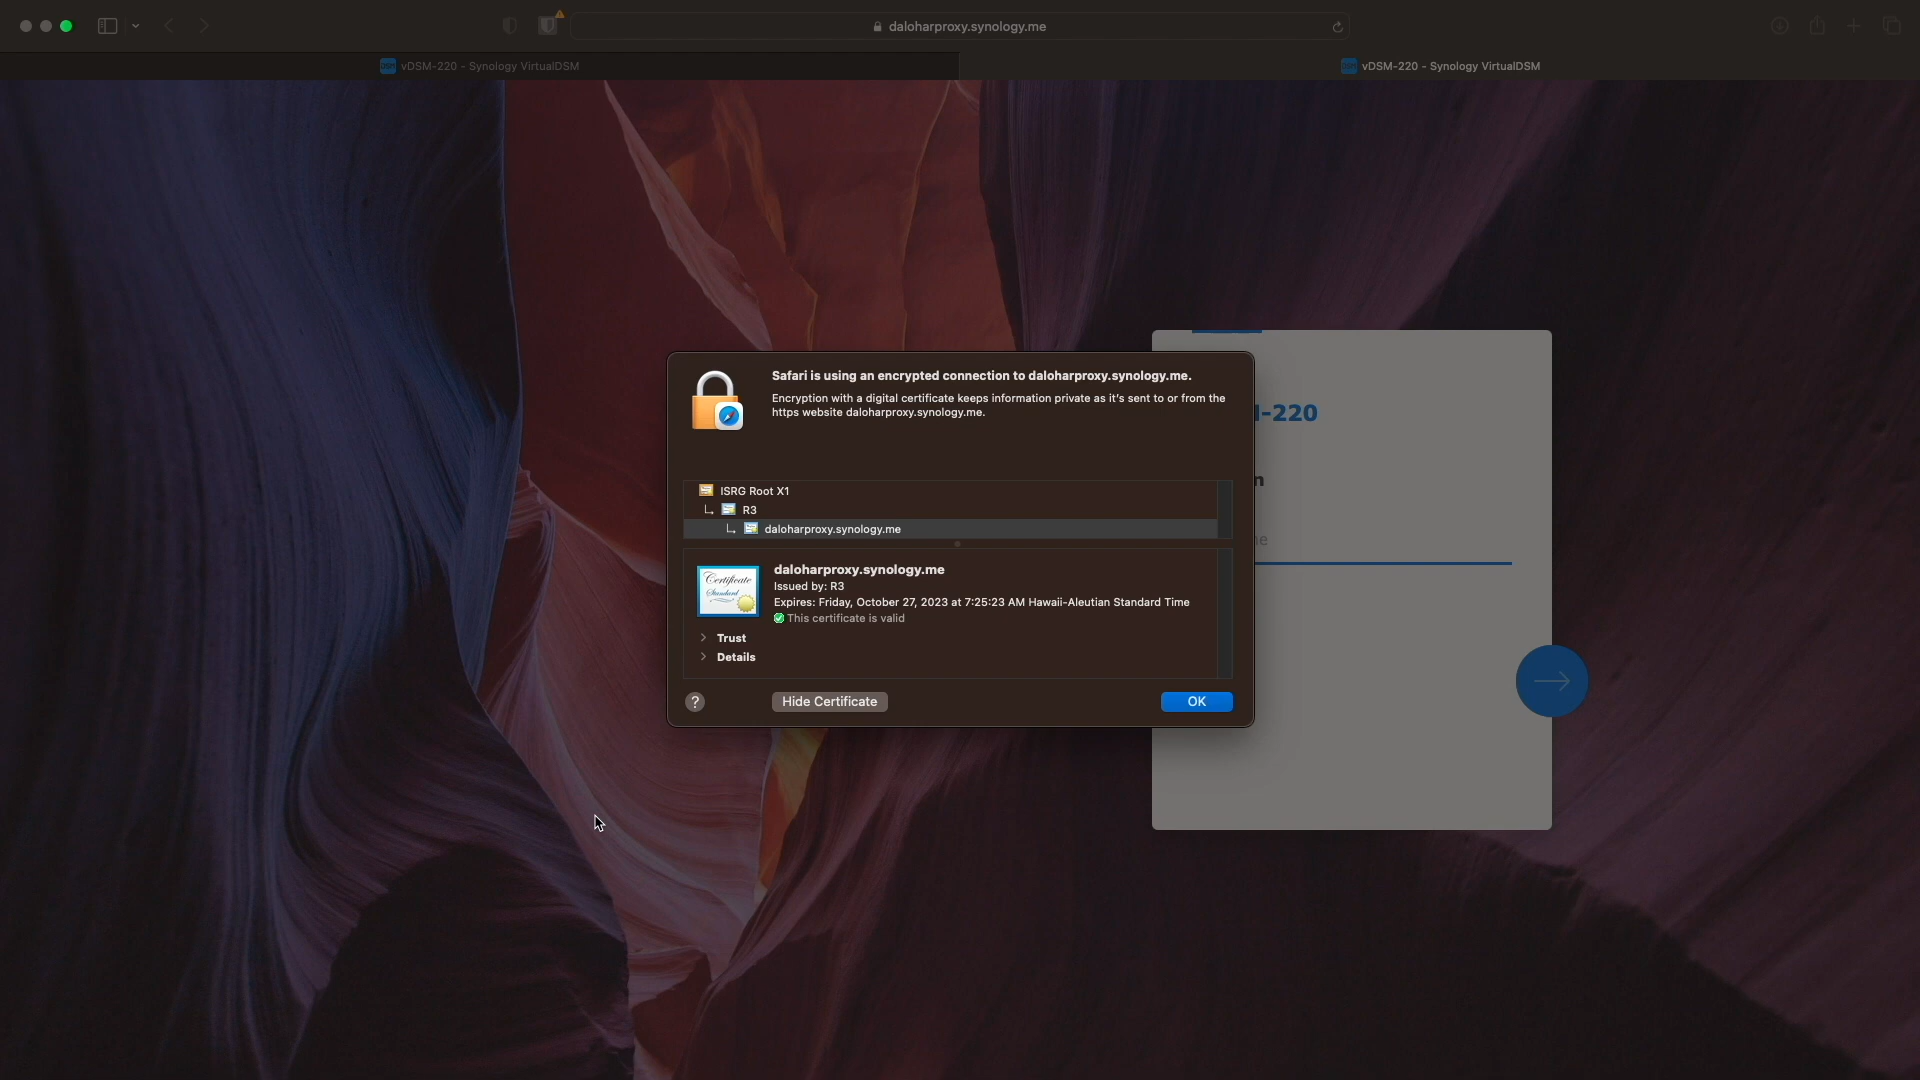 daloharproxy.synology.me
vDSM-220 - Synology VirtualDSM
vDSM-220 - Synology VirtualDSM
-220
Safari is using an encrypted connection to daloharproxy.synology.me.
Encryption with a digital certificate keeps information private as it's sent to or from the
https website daloharproxy.synology.me.
ISRG Root X1
R3
daloharproxy.synology.me
Certificate
Standard
daloharproxy.synology.me
Issued by: R3
Expires: Friday, October 27, 2023 at 7:25:23 AM Hawaii-Aleutian Standard Time
This certificate is valid
Trust
Details
?
Hide Certificate
OK